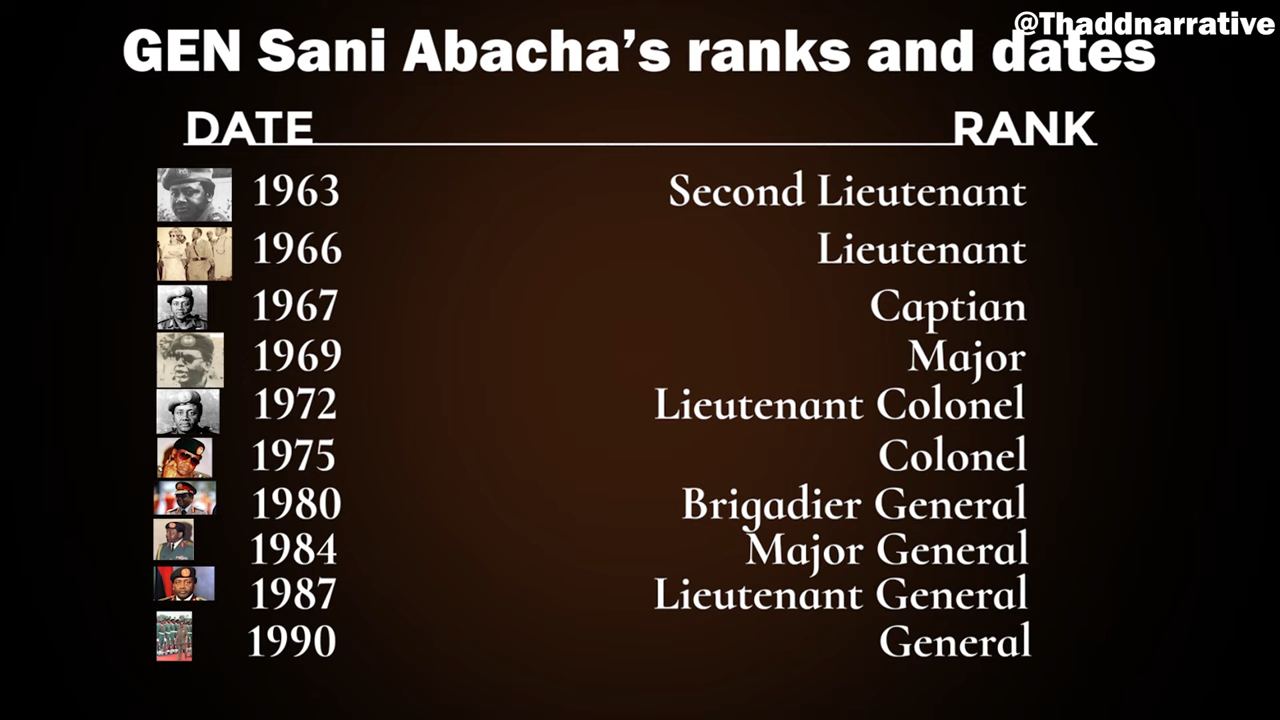 @Thaddnarrative
GEN Sani Abacha’s ranks and dates
DATE RANK
1963 Second Lieutenant
1966 Lieutenant
1967 Captian
1969 Major
1972 Lieutenant Colonel
1975 Colonel
1980 Brigadier General
1984 Major General
1987 Lieutenant General
1990 General